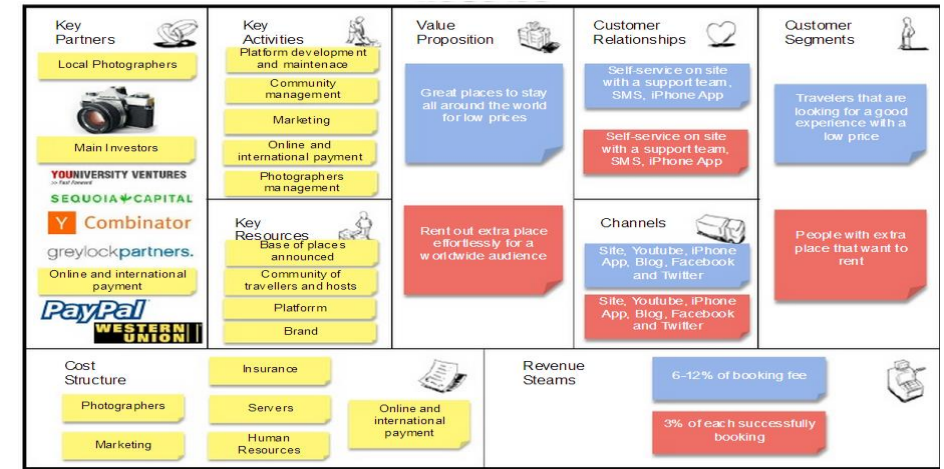 Key
Partners
Local Photographers
Main Investors
YOUNIVERSITY VENTURES
>> Fast Forward
SEQUOIA CAPITAL
Y Combinator
greylockpartners.
Online and international
payment
PayPal
WESTERN
UNION
Key
Activities
Platform development
and maintenace
Community
management
Marketing
Online and
international payment
Photographers
management
Key
Resources
Base of places
announced
Community of
travellers and hosts
Platform
Brand
Value
Proposition
Great places to stay
all around the world
for low prices
Rent out extra place
effortlessly for a
worldwide audience
Customer
Relationships
Self-service on site
with a support team,
SMS, iPhone App
Self-service on site
with a support team,
SMS, iPhone App
Channels
Site, Youtube, iPhone
App, Blog, Facebook
and Twitter
Site, Youtube, iPhone
App, Blog, Facebook
and Twitter
Customer
Segments
Travelers that are
looking for a good
experience with a
low price
People with extra
place that want to
rent
Cost
Structure
Photographers
Marketing
Insurance
Servers
Human
Resources
Online and
international
payment
Revenue
Steams
6-12% of booking fee
3% of each successfully
booking